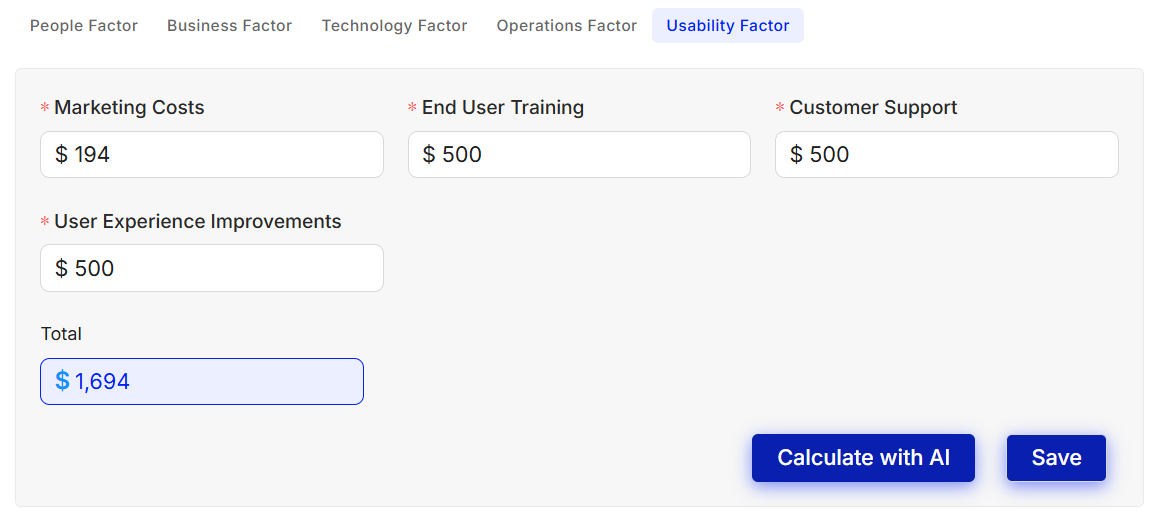 People Factor Business Factor Technology Factor Operations Factor Usability Factor
* Marketing Costs * End User Training * Customer Support
$ 194 $ 500 $ 500
* User Experience Improvements
$ 500
Total
$ 1,694
Calculate with AI Save